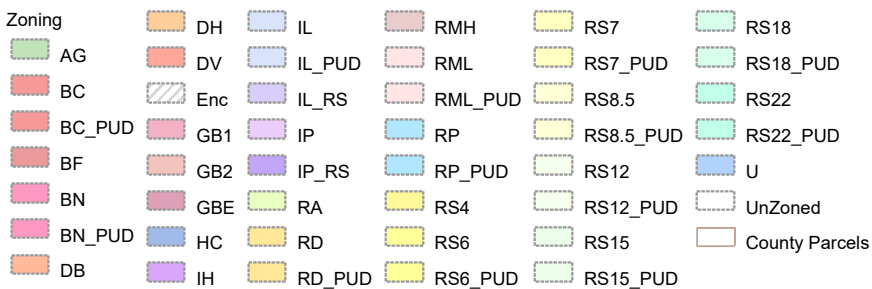 Zoning
AG
BC
BC_PUD
BF
BN
BN_PUD
DB
DH
DV
Enc
GB1
GB2
GBE
HC
IH
IL
IL_PUD
IL_RS
IP
IP_RS
RA
RD
RD_PUD
RMH
RML
RML_PUD
RP
RP_PUD
RS4
RS6
RS6_PUD
RS7
RS7_PUD
RS8.5
RS8.5_PUD
RS12
RS12_PUD
RS15
RS15_PUD
RS18
RS18_PUD
RS22
RS22_PUD
U
UnZoned
County Parcels